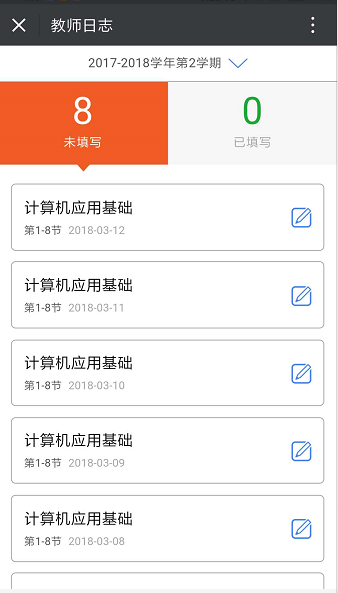 教师日志
2017-2018学年第2学期
8
未填写
0
已填写
计算机应用基础
第1-8节 2018-03-12
计算机应用基础
第1-8节 2018-03-11
计算机应用基础
第1-8节 2018-03-10
计算机应用基础
第1-8节 2018-03-09
计算机应用基础
第1-8节 2018-03-08